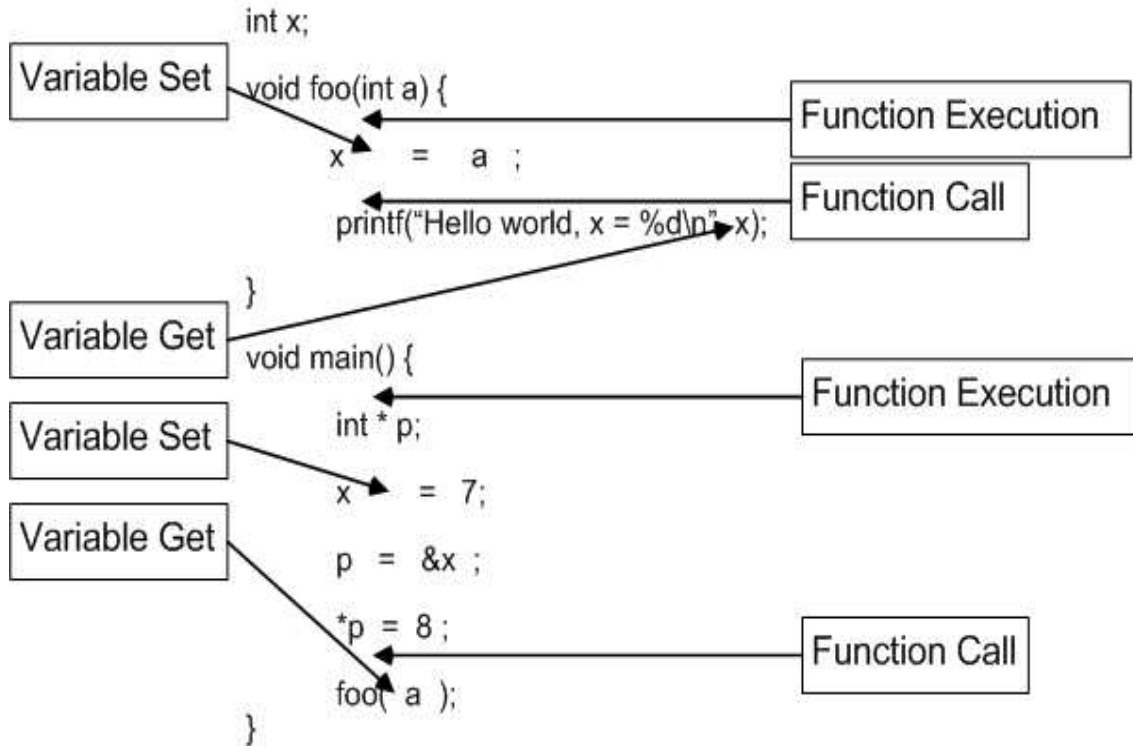 int x;
Variable Set
void foo(int a) {
Function Execution
x = a ;
Function Call
printf(“Hello world, x = %d\n” x);
}
Variable Get
void main() {
Function Execution
int * p;
Variable Set
x = 7;
Variable Get
p = &x ;
*p = 8 ;
Function Call
foo( a );
}